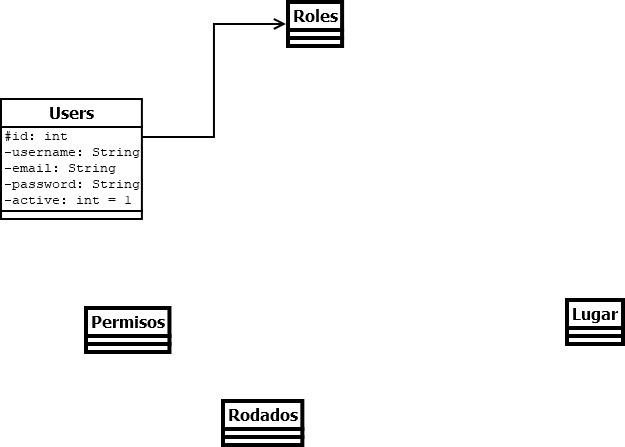 Roles
Users
#id: int
-username: String
-email: String
-password: String
-active: int = 1
Permisos
Lugar
Rodados